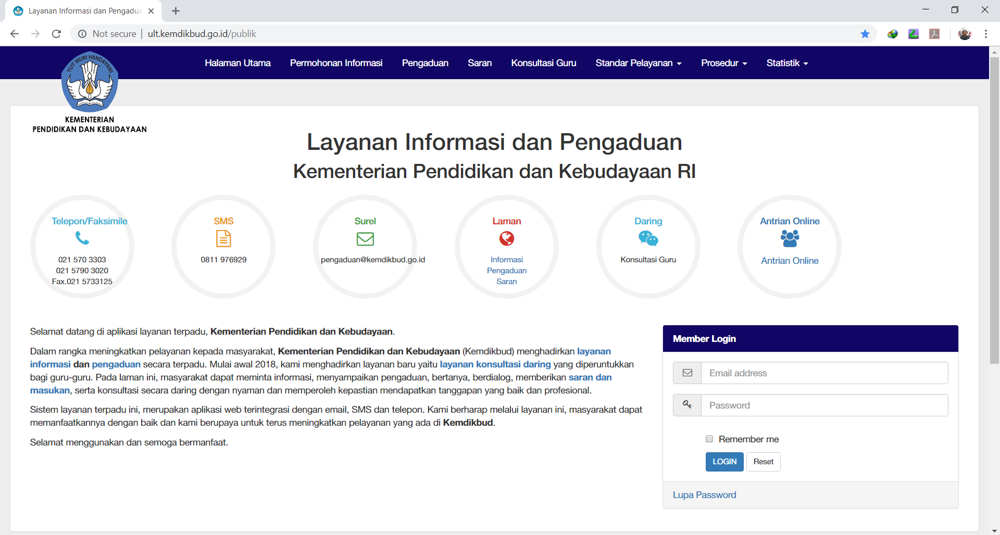 Layanan Informasi dan Pengadua
Not secure | ult.kemdikbud.go.id/publik
TUT WURI HANDAYANI
KEMENTERIAN
PENDIDIKAN DAN KEBUDAYAAN
Halaman Utama Permohonan Informasi Pengaduan Saran Konsultasi Guru Standar Pelayanan Prosedur Statistik
Layanan Informasi dan Pengaduan
Kementerian Pendidikan dan Kebudayaan RI
Telepon/Faksimile
021 570 3303
021 5790 3020
Fax.021 5733125
SMS
0811 976929
Surel
pengaduan@kemdikbud.go.id
Laman
Informasi
Pengaduan
Saran
Daring
Konsultasi Guru
Antrian Online
Antrian Online
Selamat datang di aplikasi layanan terpadu, Kementerian Pendidikan dan Kebudayaan.
Dalam rangka meningkatkan pelayanan kepada masyarakat, Kementerian Pendidikan dan Kebudayaan (Kemdikbud) menghadirkan layanan
informasi dan pengaduan secara terpadu. Mulai awal 2018, kami menghadirkan layanan baru yaitu layanan konsultasi daring yang diperuntukkan
bagi guru-guru. Pada laman ini, masyarakat dapat meminta informasi, menyampaikan pengaduan, bertanya, berdialog, memberikan saran dan
masukan, serta konsultasi secara daring dengan nyaman dan memperoleh kepastian mendapatkan tanggapan yang baik dan profesional.
Sistem layanan terpadu ini, merupakan aplikasi web terintegrasi dengan email, SMS dan telepon. Kami berharap melalui layanan ini, masyarakat dapat
memanfaatkannya dengan baik dan kami berupaya untuk terus meningkatkan pelayanan yang ada di Kemdikbud.
Selamat menggunakan dan semoga bermanfaat.
Member Login
Email address
Password
Remember me
LOGIN Reset
Lupa Password